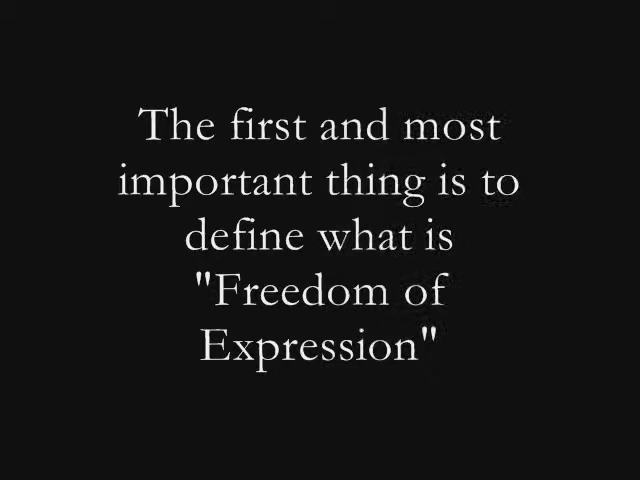 The first and most
important thing is to
define what is
"Freedom of
Expression"